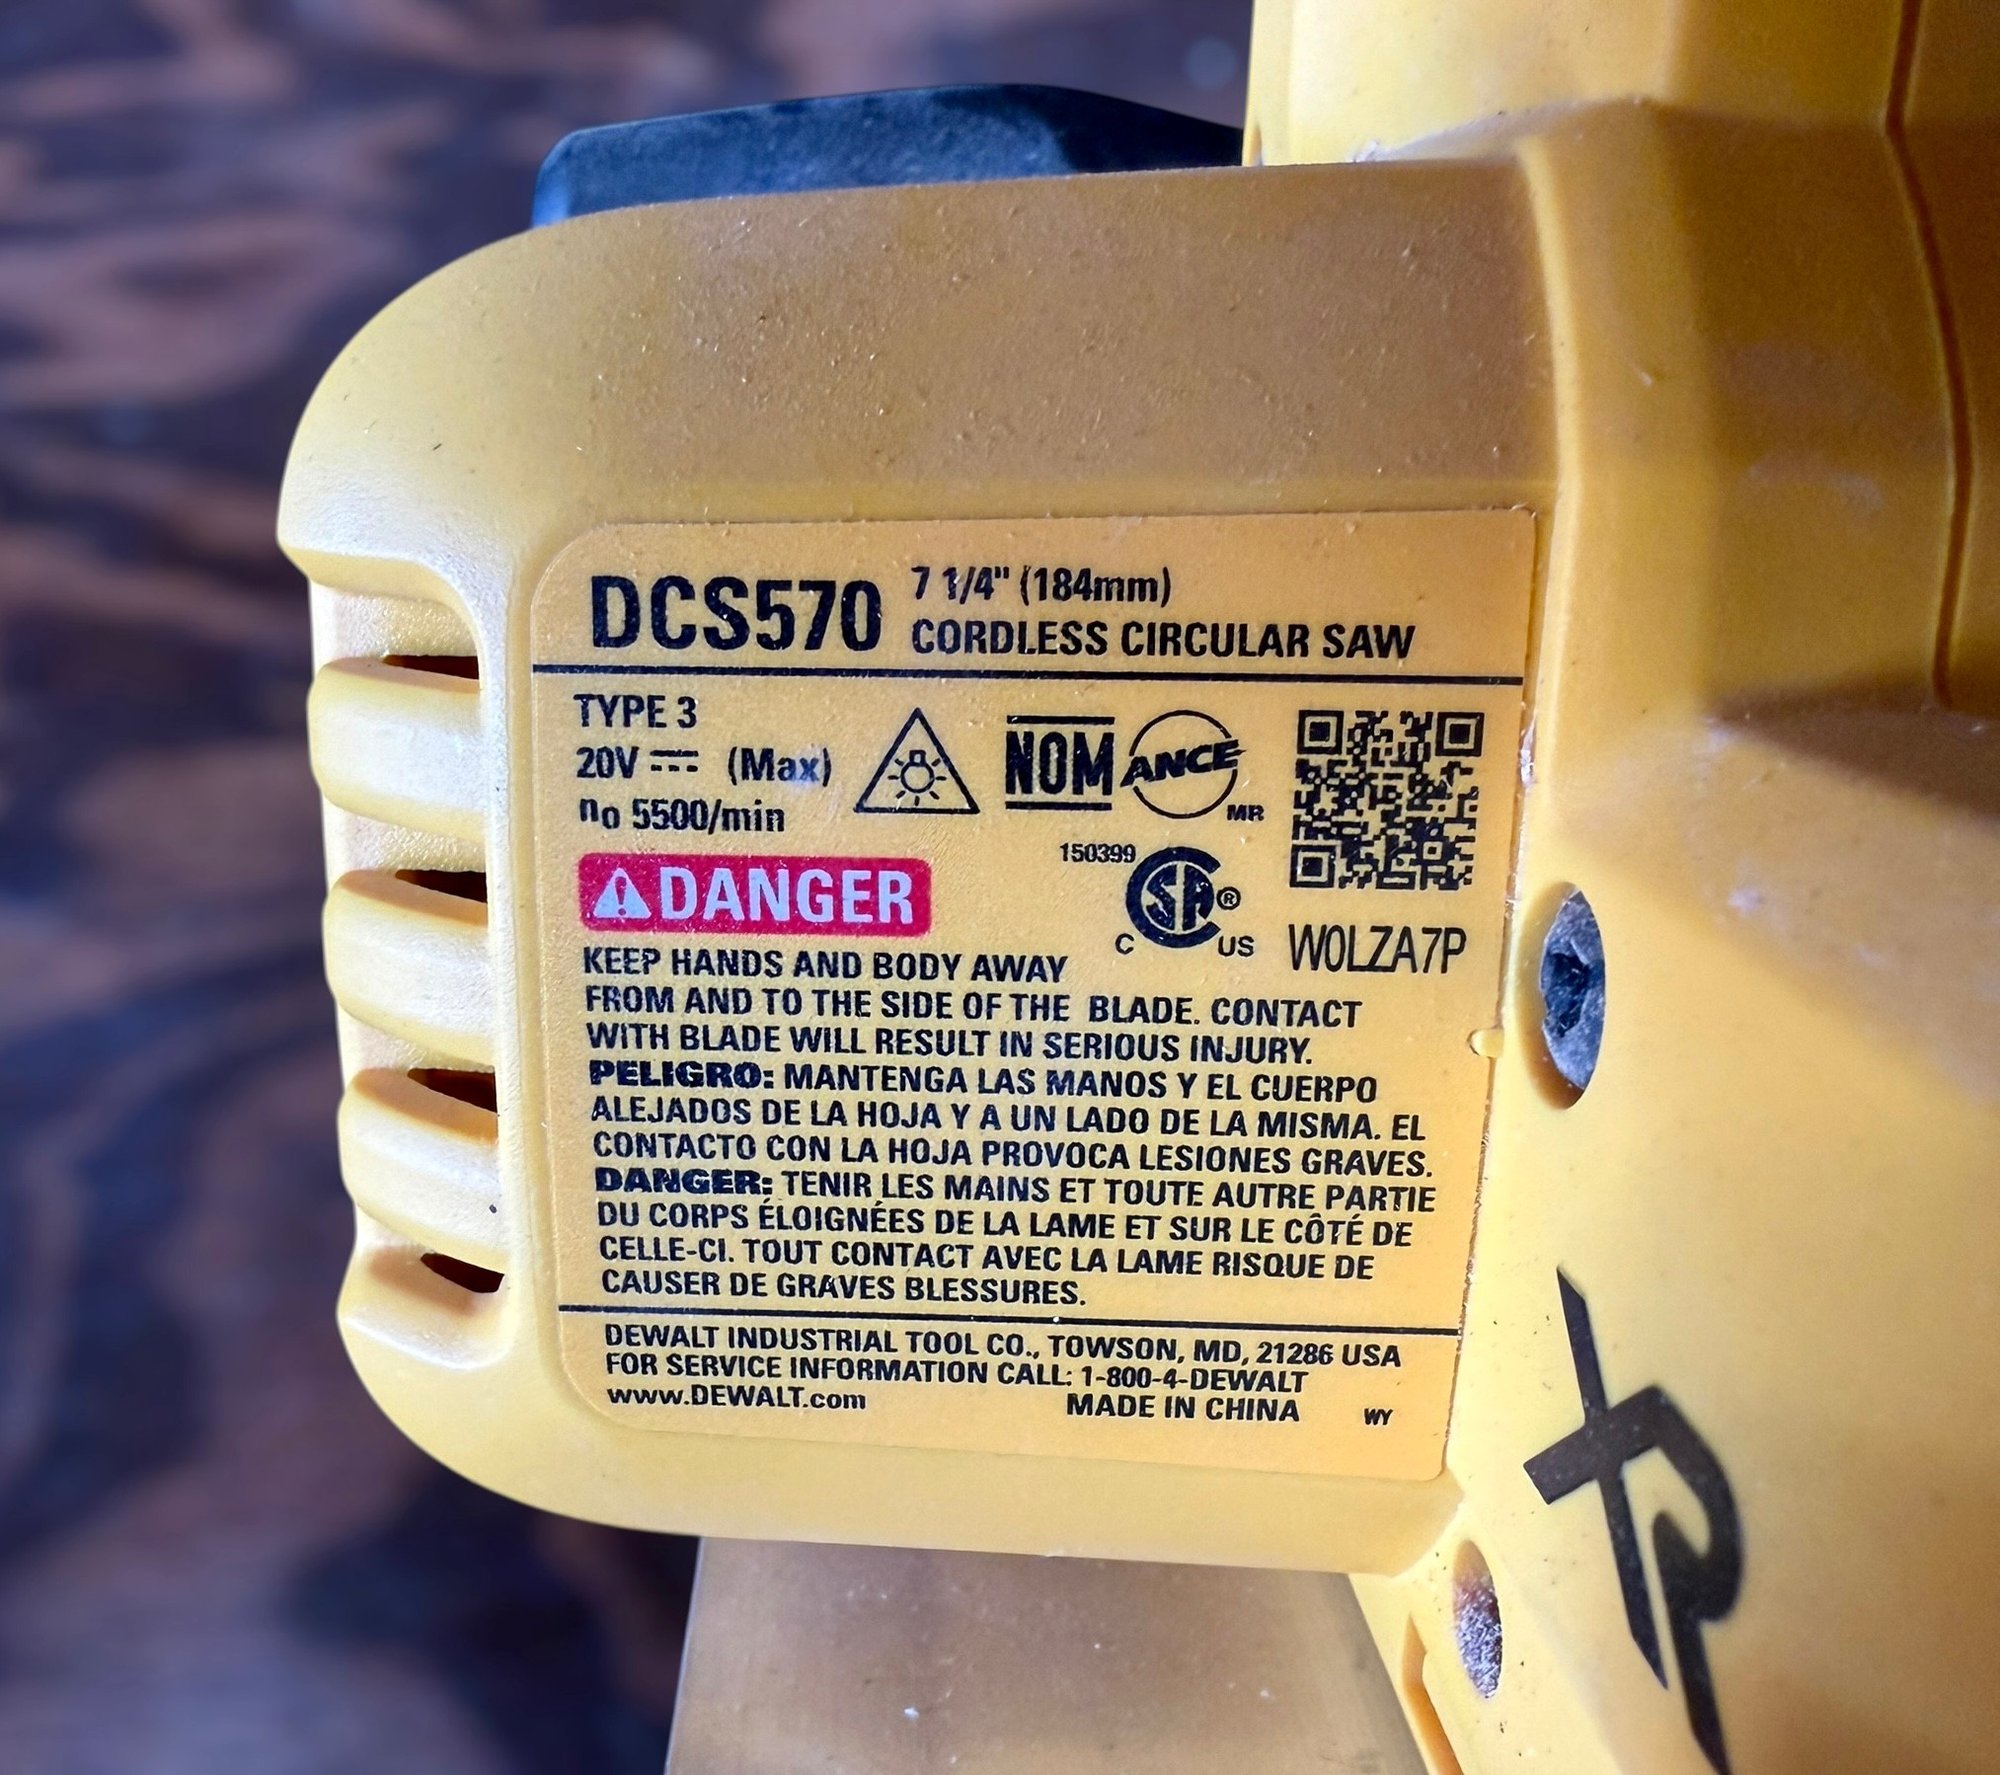 DCS570
7 1/4" (184mm)
CORDLESS CIRCULAR SAW
TYPE 3
20V ⎓ (Max)
no 5500/min
NOM
ANCE
MR
150399
SA®
C US
W0LZA7P
DANGER
KEEP HANDS AND BODY AWAY
FROM AND TO THE SIDE OF THE BLADE. CONTACT
WITH BLADE WILL RESULT IN SERIOUS INJURY.
PELIGRO: MANTENGA LAS MANOS Y EL CUERPO
ALEJADOS DE LA HOJA Y A UN LADO DE LA MISMA. EL
CONTACTO CON LA HOJA PROVOCA LESIONES GRAVES.
DANGER: TENIR LES MAINS ET TOUTE AUTRE PARTIE
DU CORPS ÉLOIGNÉES DE LA LAME ET SUR LE CÔTÉ DE
CELLE-CI. TOUT CONTACT AVEC LA LAME RISQUE DE
CAUSER DE GRAVES BLESSURES.
DEWALT INDUSTRIAL TOOL CO., TOWSON, MD, 21286 USA
FOR SERVICE INFORMATION CALL: 1-800-4-DEWALT
www.DEWALT.com MADE IN CHINA WY